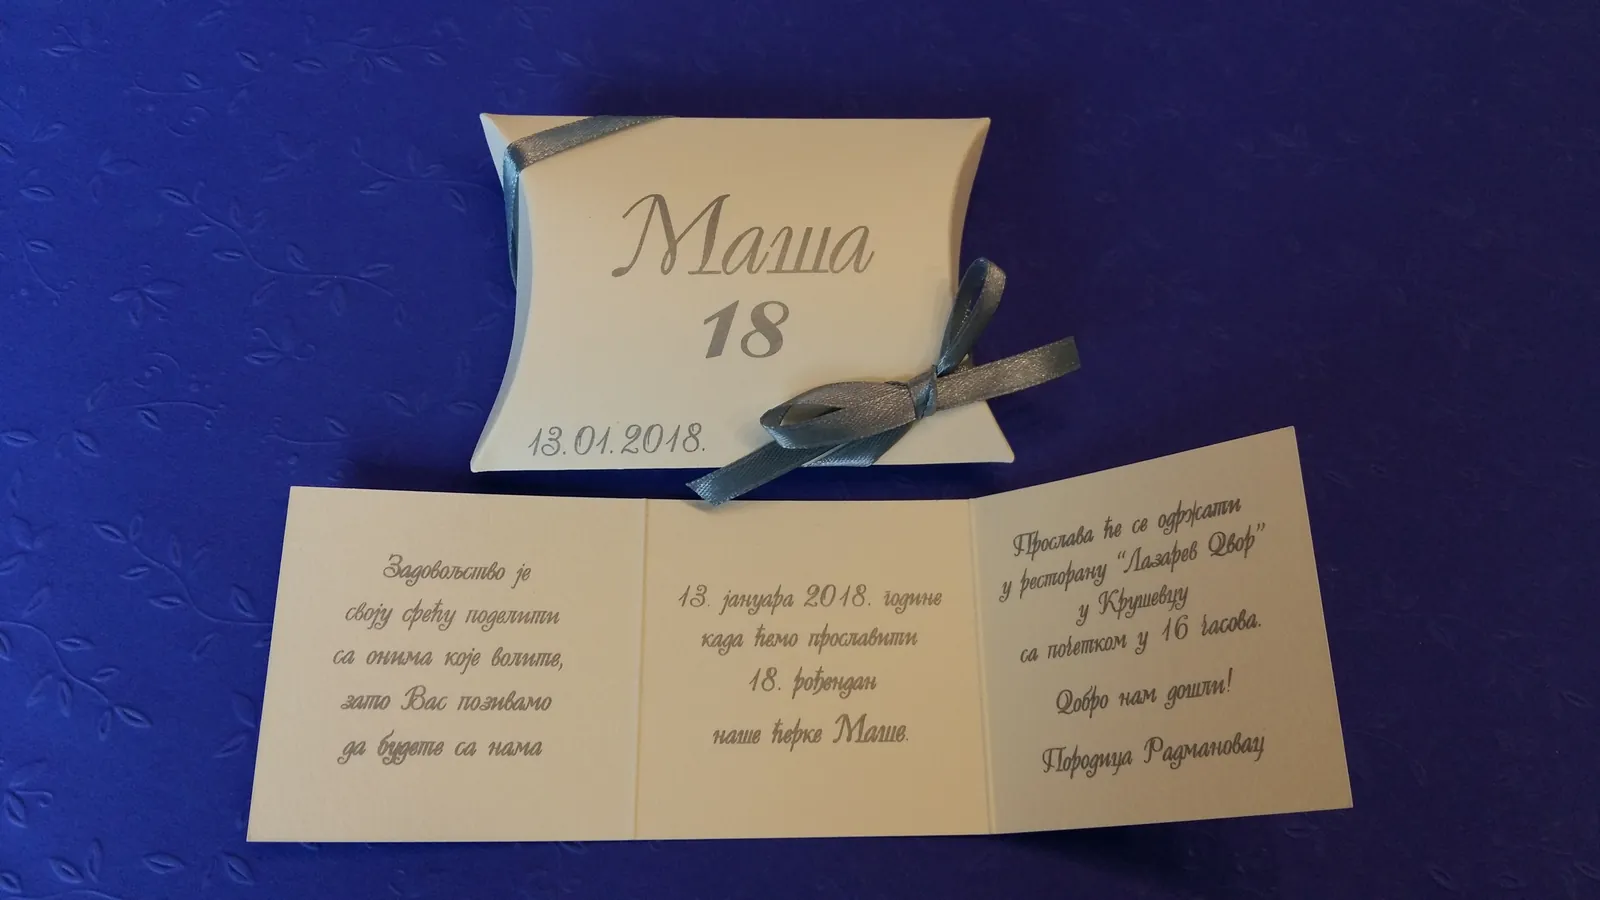 Маша
18
13.01.2018.
Задовољство је
своју срећу поделити
са онима које волите,
зато Вас позивамо
да будете са нама
13. јануара 2018. године
када ћемо прославити
18. рођендан
наше ћерке Маше.
Прослава ће се одржати
у ресторану “Лазарев Двор”
у Крушевцу
са почетком у 16 часова.
Добро нам дошли!
Породица Радмановац